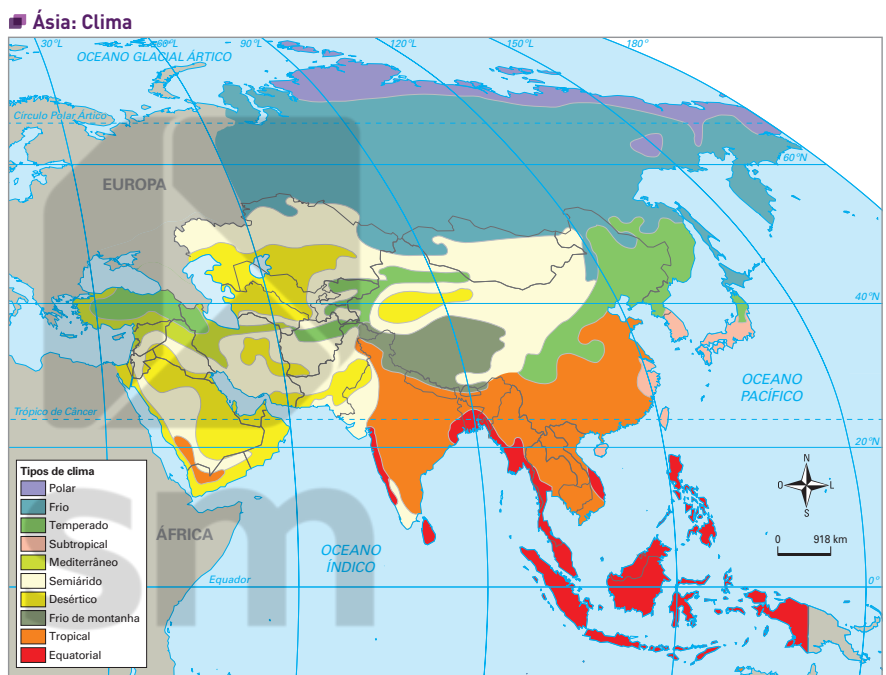 Ásia: Clima
30°L
60°L
90°L
120°L
150°L
180°
OCEANO GLACIAL ÁRTICO
Círculo Polar Ártico
60°N
EUROPA
40°N
OCEANO
PACÍFICO
Trópico de Câncer
20°N
Tipos de clima
Polar
Frio
Temperado
Subtropical
Mediterrâneo
Semiárido
Desértico
Frio de montanha
Tropical
Equatorial
ÁFRICA
OCEANO
ÍNDICO
Equador
0°
N
O
L
S
0 918 km
sm